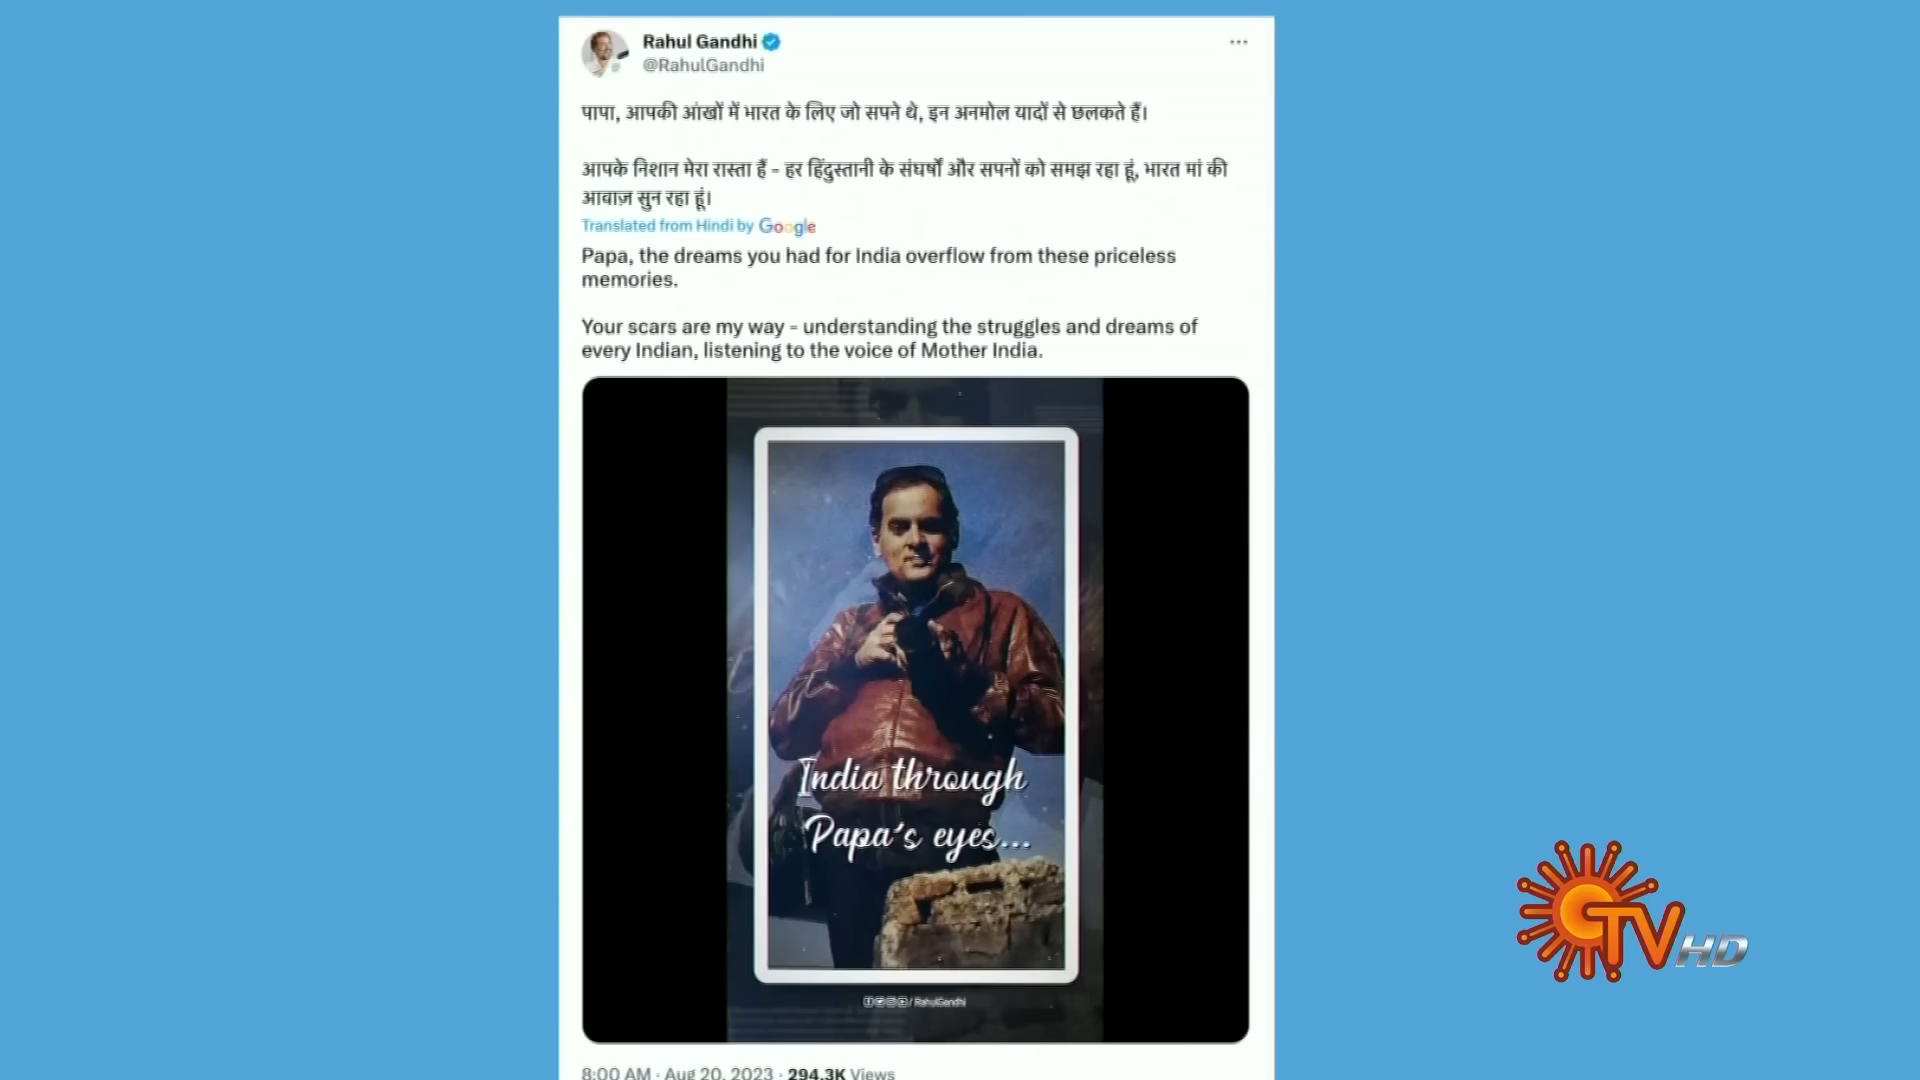 Rahul Gandhi
@RahulGandhi
पापा, आपकी आंखों में भारत के लिए जो सपने थे, इन अनमोल यादों से छलकते हैं।
आपके निशान मेरा रास्ता हैं - हर हिंदुस्तानी के संघर्षों और सपनों को समझ रहा हूं, भारत मां की
आवाज़ सुन रहा हूं।
Translated from Hindi by Google
Papa, the dreams you had for India overflow from these priceless
memories.
Your scars are my way - understanding the struggles and dreams of
every Indian, listening to the voice of Mother India.
India through
Papa's eyes...
/ RahulGandhi
TV HD
8:00 AM · Aug 20, 2023 · 294.3K Views